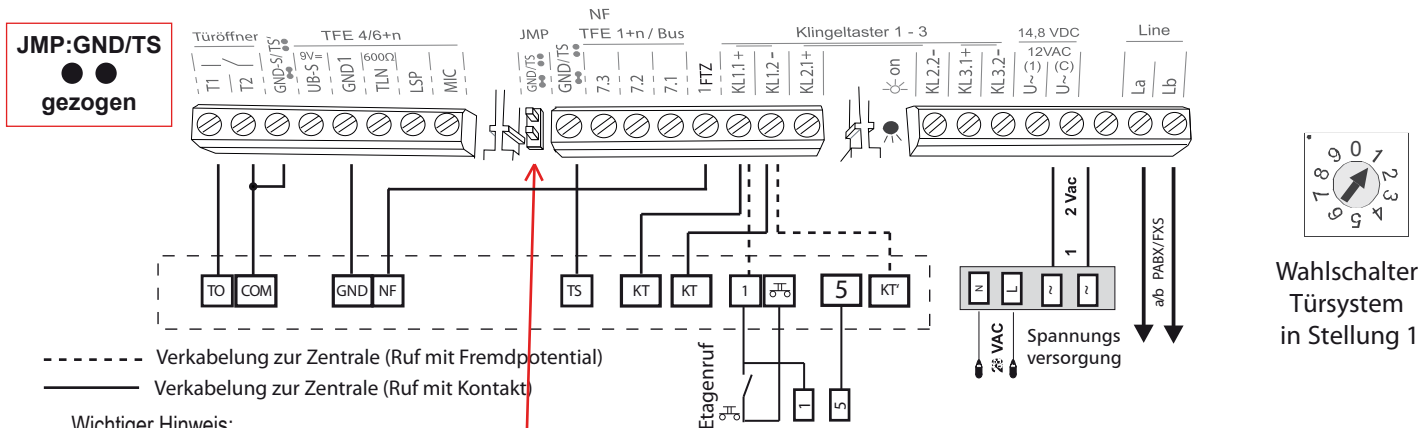 JMP:GND/TS
gezogen
NF
Türöffner TFE 4/6+n JMP TFE 1+n / Bus Klingeltaster 1 - 3 14,8 VDC Line
12VAC
(1) (C)
T1 T2 GND-S/TS' 9V= UB-S GND1 600Ω TLN LSP MIC GND/TS GND/TS 7.3 7.2 7.1 1FTZ KL1.1+ KL1.2- KL2.1+ on KL2.2- KL3.1+ KL3.2- U~ U~ La Lb
0 1 2 3 4 5 6 7 8 9
1 2 Vac
a/b PABX/FXS
TO COM GND NF TS KT KT 1 5 KT' N L ~ ~
Wahlschalter
Türsystem
in Stellung 1
Spannungs
versorgung
VAC
Verkabelung zur Zentrale (Ruf mit Fremdpotential)
Verkabelung zur Zentrale (Ruf mit Kontakt)
Etagenruf
1 5
Wichtiger Hinweis: